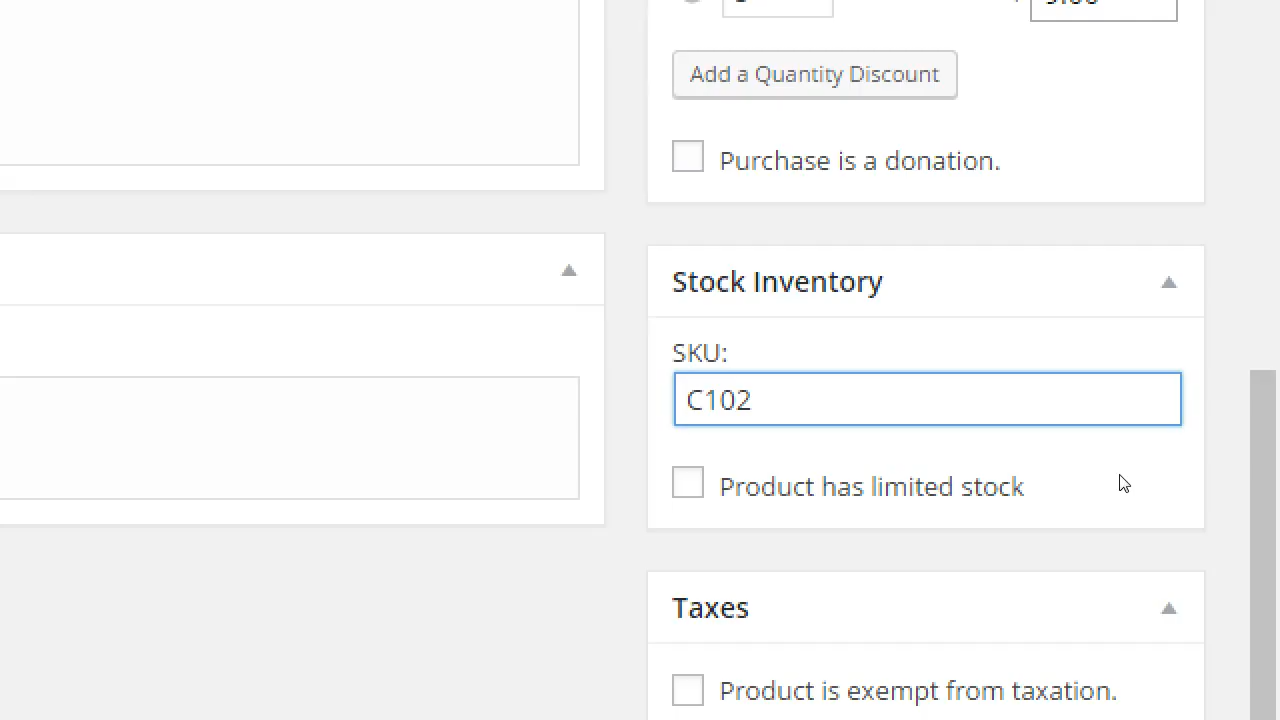 Add a Quantity Discount
Purchase is a donation.
Stock Inventory
SKU:
C102
Product has limited stock
Taxes
Product is exempt from taxation.